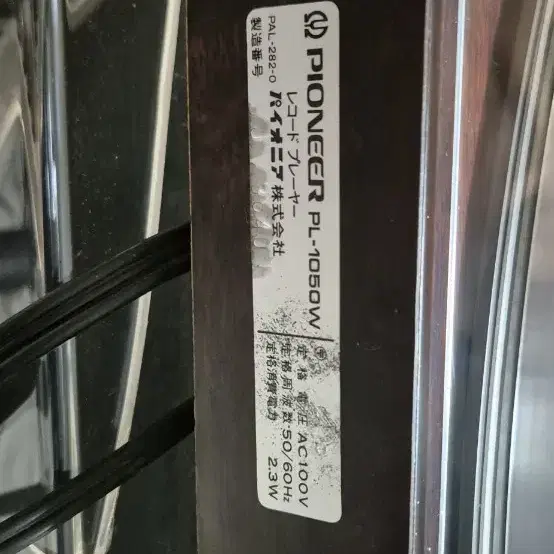 PIONEER PL-1050W
レコードプレーヤー
パイオニア株式会社
PAL-282-0
製造番号
定格電圧 AC100V
定格周波数 50/60Hz
定格消費電力 2.3W